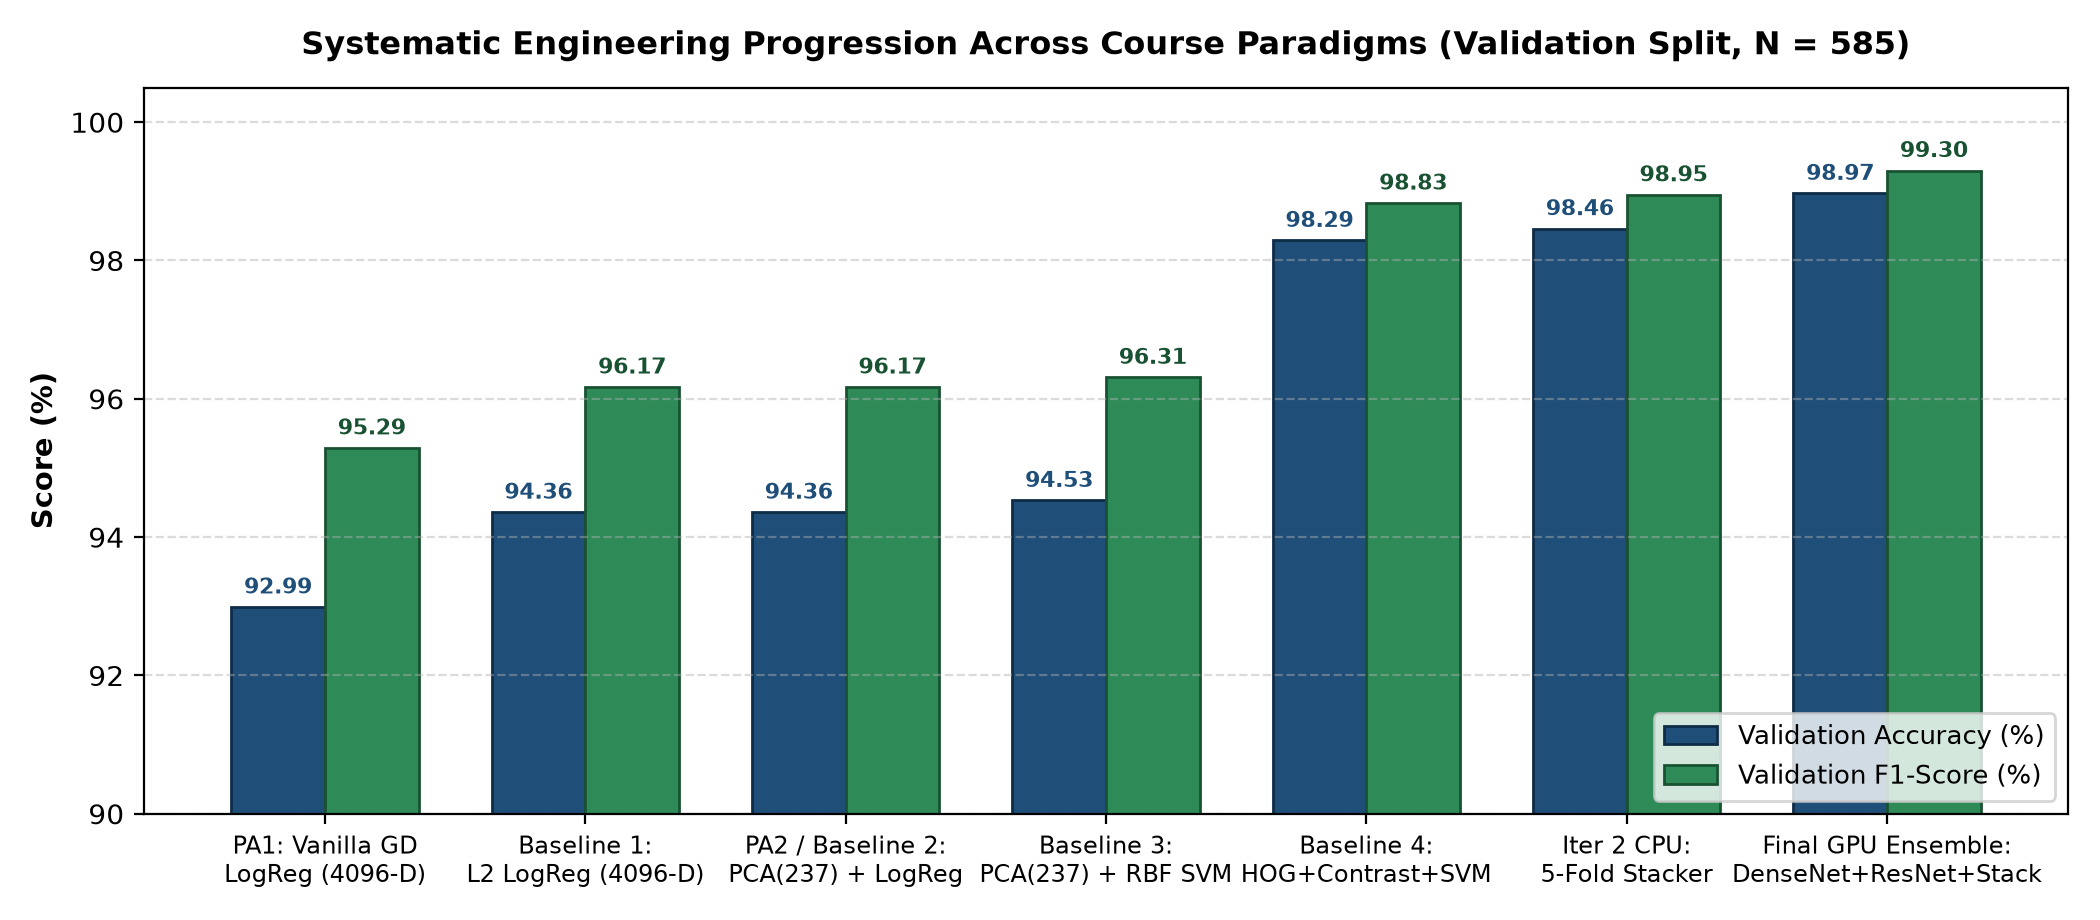 Systematic Engineering Progression Across Course Paradigms (Validation Split, N = 585)
Score (%)
100
98
96
94
92
90
92.99
95.29
94.36
96.17
94.36
96.17
94.53
96.31
98.29
98.83
98.46
98.95
98.97
99.30
Validation Accuracy (%)
Validation F1-Score (%)
PA1: Vanilla GD
LogReg (4096-D)
Baseline 1:
L2 LogReg (4096-D)
PA2 / Baseline 2:
PCA(237) + LogReg
Baseline 3:
PCA(237) + RBF SVM
Baseline 4:
HOG+Contrast+SVM
Iter 2 CPU:
5-Fold Stacker
Final GPU Ensemble:
DenseNet+ResNet+Stack